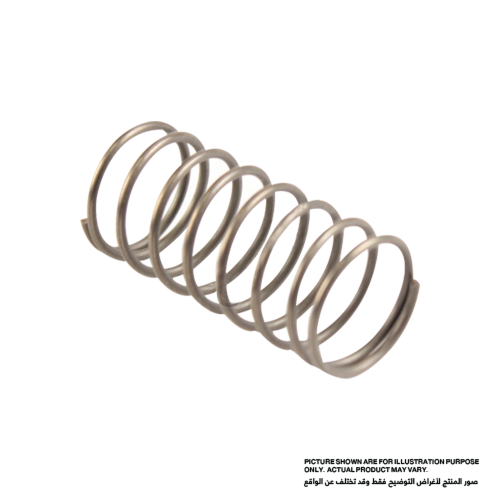 PICTURE SHOWN ARE FOR ILLUSTRATION PURPOSE
ONLY. ACTUAL PRODUCT MAY VARY.
صور المنتج لأغراض التوضيح فقط وقد تختلف عن الواقع